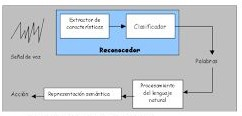 Extractor de
características
Clasificador
Reconocedor
Señal de voz
Palabras
Procesamiento
del lenguaje
natural
Representación semántica
Acción